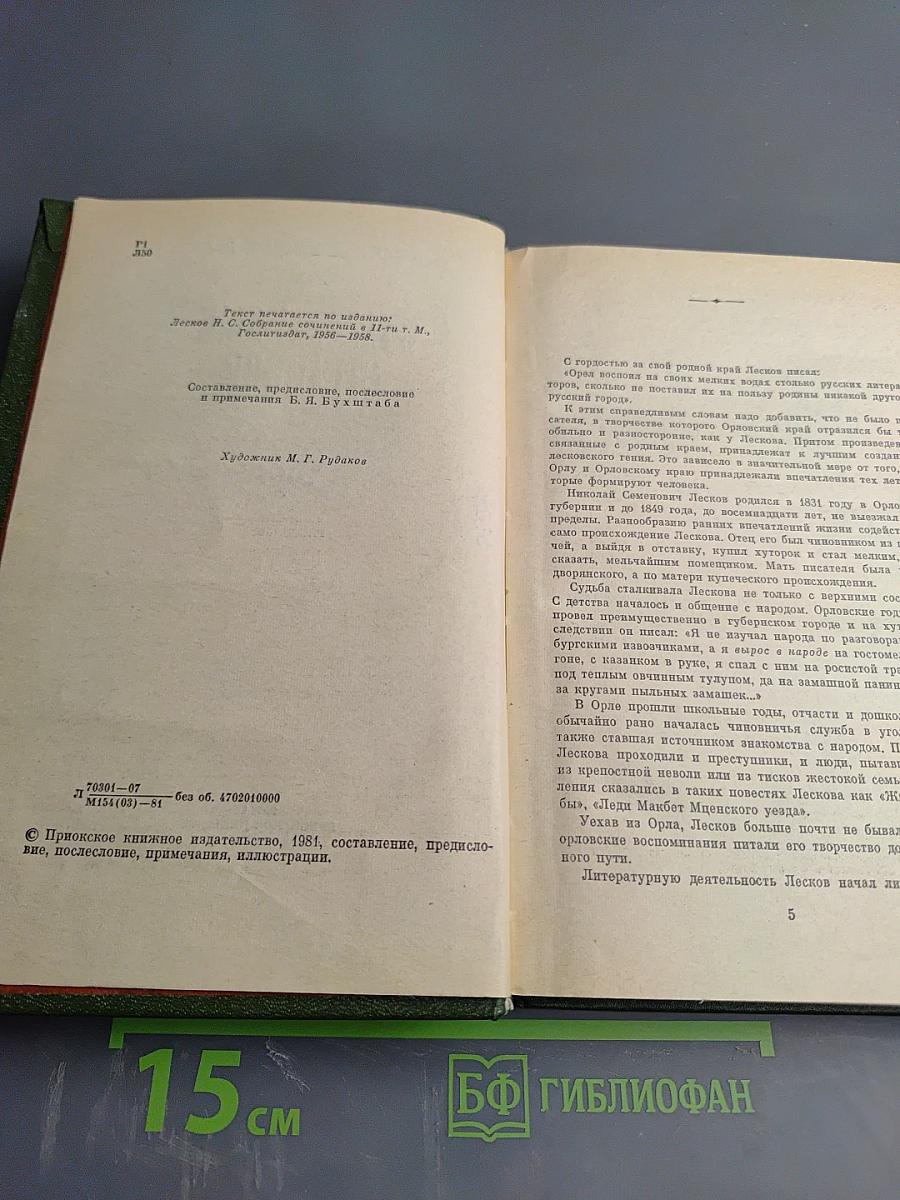 Р1
Л50
Текст печатается по изданию:
Лесков Н. С. Собрание сочинений в 11-ти т. М.,
Гослитиздат, 1956—1958.
Составление, предисловие, послесловие
и примечания Б. Я. Бухштаба
Художник М. Г. Рудаков
Л 70301—07
М154(03)—81 без об. 4702010000
© Приокское книжное издательство, 1981, составление, предисло-
вие, послесловие, примечания, иллюстрации.
С гордостью за свой родной край Лесков писал:
«Орел вспоил на своих мелких водах столько русских литера
торов, сколько не поставил их на пользу родины никакой друго
русский город».
К этим справедливым словам надо добавить, что не было п
сателя, в творчестве которого Орловский край отразился бы т
обильно и разносторонне, как у Лескова. Притом произведен
связанные с родным краем, принадлежат к лучшим создан
лесковского гения. Это зависело в значительной мере от того,
Орлу и Орловскому краю принадлежали впечатления тех лет
торые формируют человека.
Николай Семенович Лесков родился в 1831 году в Орло
губернии и до 1849 года, до восемнадцати лет, не выезжал
пределы. Разнообразию ранних впечатлений жизни содейст
само происхождение Лескова. Отец его был чиновником из
чей, а выйдя в отставку, купил хуторок и стал мелким,
сказать, мельчайшим помещиком. Мать писателя была
дворянского, а по матери купеческого происхождения.
Судьба сталкивала Лескова не только с верхними сос
С детства началось и общение с народом. Орловские год
провел преимущественно в губернском городе и на хут
следствии он писал: «Я не изучал народа по разговора
бургскими извозчиками, а я вырос в народе на гостомел
гоне, с казанком в руке, я спал с ним на росистой тра
под теплым овчинным тулупом, да на замашной панин
за кругами пыльных замашек...»
В Орле прошли школьные годы, отчасти и дошкол
обычайно рано началась чиновничья служба в угол
также ставшая источником знакомства с народом. П
Лескова проходили и преступники, и люди, пытав
из крепостной неволи или из тисков жестокой семь
ления сказались в таких повестях Лескова как «Ж
бы», «Леди Макбет Мценского уезда».
Уехав из Орла, Лесков больше почти не бывал
орловские воспоминания питали его творчество до
ного пути.
Литературную деятельность Лесков начал ли
5
15 см
БФ ГИБЛИОФАН